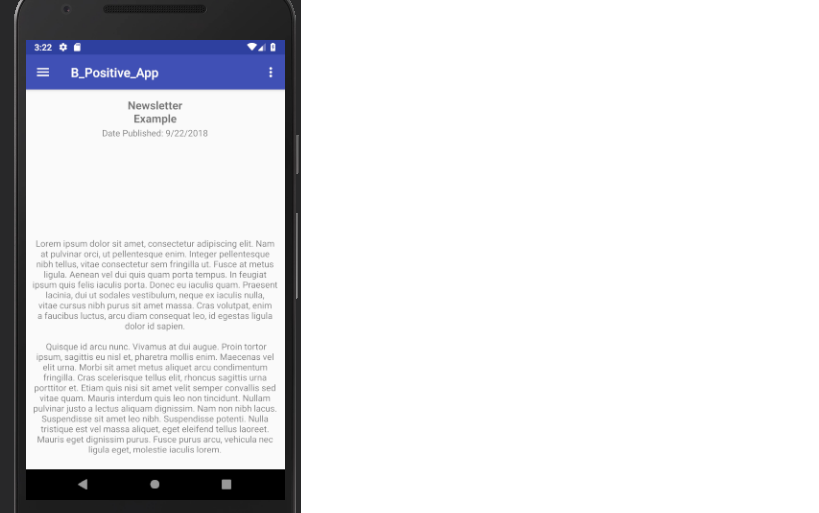 3:22
B_Positive_App
Newsletter
Example
Date Published: 9/22/2018
Lorem ipsum dolor sit amet, consectetur adipiscing elit. Nam
at pulvinar orci, ut pellentesque enim. Integer pellentesque
nibh tellus, vitae consectetur sem fringilla ut. Fusce at metus
ligula. Aenean vel dui quis quam porta tempus. In feugiat
ipsum quis felis iaculis porta. Donec eu iaculis quam. Praesent
lacinia, dui ut sodales vestibulum, neque ex iaculis nulla,
vitae cursus nibh purus sit amet massa. Cras volutpat, enim
a faucibus luctus, arcu diam consequat leo, id egestas ligula
dolor id sapien.
Quisque id arcu nunc. Vivamus at dui augue. Proin tortor
ipsum, sagittis eu nisl et, pharetra mollis enim. Maecenas vel
elit urna. Morbi sit amet metus aliquet arcu condimentum
fringilla. Cras scelerisque tellus elit, rhoncus sagittis urna
porttitor et. Etiam quis nisi sit amet velit semper convallis sed
vitae quam. Mauris interdum quis leo non tincidunt. Nullam
pulvinar justo a lectus aliquam dignissim. Nam non nibh lacus.
Suspendisse sit amet leo nibh. Suspendisse potenti. Nulla
tristique est vel massa aliquet, eget eleifend tellus laoreet.
Mauris eget dignissim purus. Fusce purus arcu, vehicula nec
ligula eget, molestie iaculis lorem.